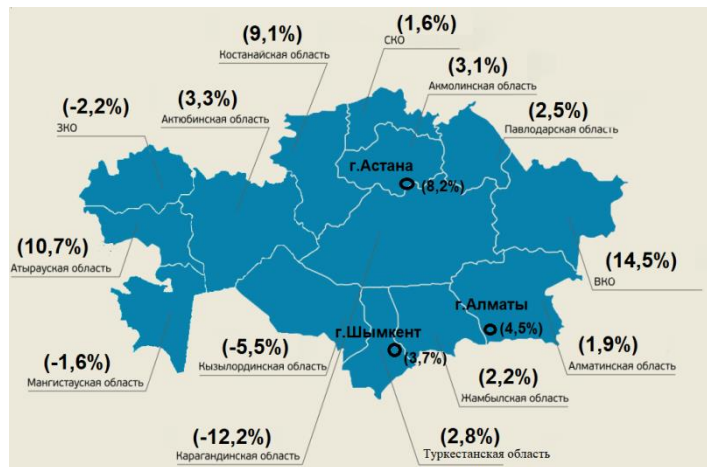 (9,1%)
Костанайская область
(1,6%)
СКО
(3,1%)
Акмолинская область
(-2,2%)
ЗКО
(3,3%)
Актюбинская область
(2,5%)
Павлодарская область
г.Астана
(8,2%)
(10,7%)
Атырауская область
(14,5%)
ВКО
г.Алматы
(4,5%)
г.Шымкент
(3,7%)
(-1,6%)
Мангистауская область
(-5,5%)
Кызылординская область
(1,9%)
Алматинская область
(2,2%)
Жамбылская область
(-12,2%)
Карагандинская область
(2,8%)
Туркестанская область